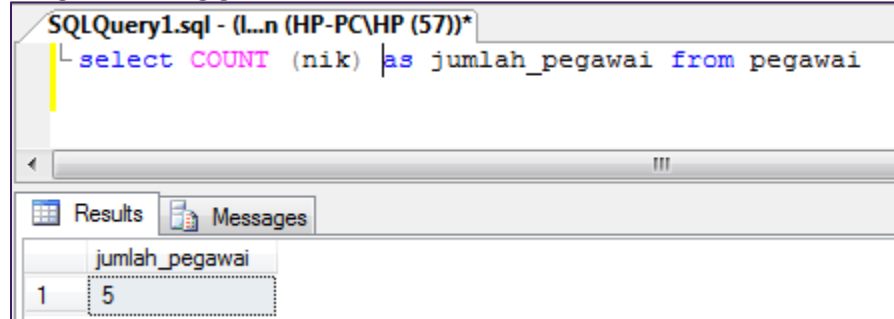 SQLQuery1.sql - (l...n (HP-PC\HP (57))*
select COUNT (nik) as jumlah_pegawai from pegawai
Results Messages
jumlah_pegawai
1 5